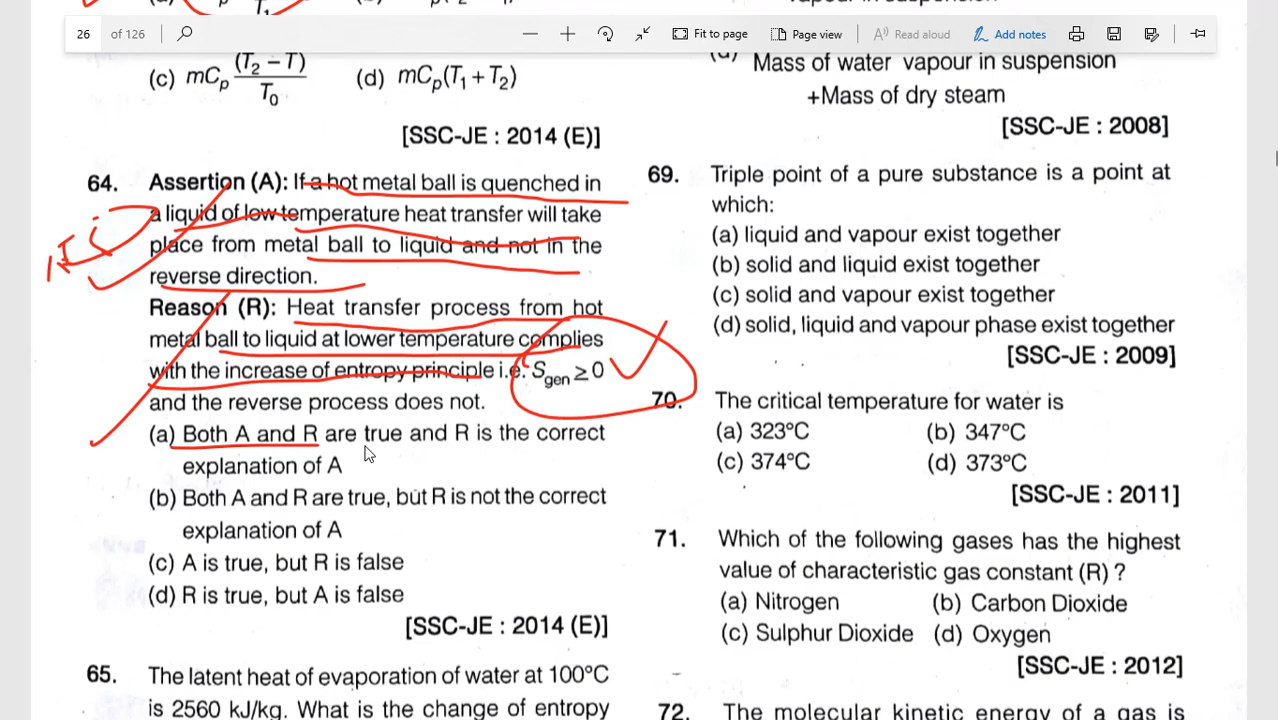 26 of 126
Fit to page
Page view
Read aloud
Add notes
(c) mCp (T2 − T) / T0 (d) mCp(T1 + T2)
[SSC-JE : 2014 (E)]
64. Assertion (A): If a hot metal ball is quenched in
a liquid of low temperature heat transfer will take
place from metal ball to liquid and not in the
reverse direction.
Reason (R): Heat transfer process from hot
metal ball to liquid at lower temperature complies
with the increase of entropy principle i.e. Sgen ≥ 0
and the reverse process does not.
(a) Both A and R are true and R is the correct
explanation of A
(b) Both A and R are true, but R is not the correct
explanation of A
(c) A is true, but R is false
(d) R is true, but A is false
[SSC-JE : 2014 (E)]
65. The latent heat of evaporation of water at 100°C
is 2560 kJ/kg. What is the change of entropy
Mass of water vapour in suspension
+Mass of dry steam
[SSC-JE : 2008]
69. Triple point of a pure substance is a point at
which:
(a) liquid and vapour exist together
(b) solid and liquid exist together
(c) solid and vapour exist together
(d) solid, liquid and vapour phase exist together
[SSC-JE : 2009]
70. The critical temperature for water is
(a) 323°C (b) 347°C
(c) 374°C (d) 373°C
[SSC-JE : 2011]
71. Which of the following gases has the highest
value of characteristic gas constant (R) ?
(a) Nitrogen (b) Carbon Dioxide
(c) Sulphur Dioxide (d) Oxygen
[SSC-JE : 2012]
72. The molecular kinetic energy of a gas is